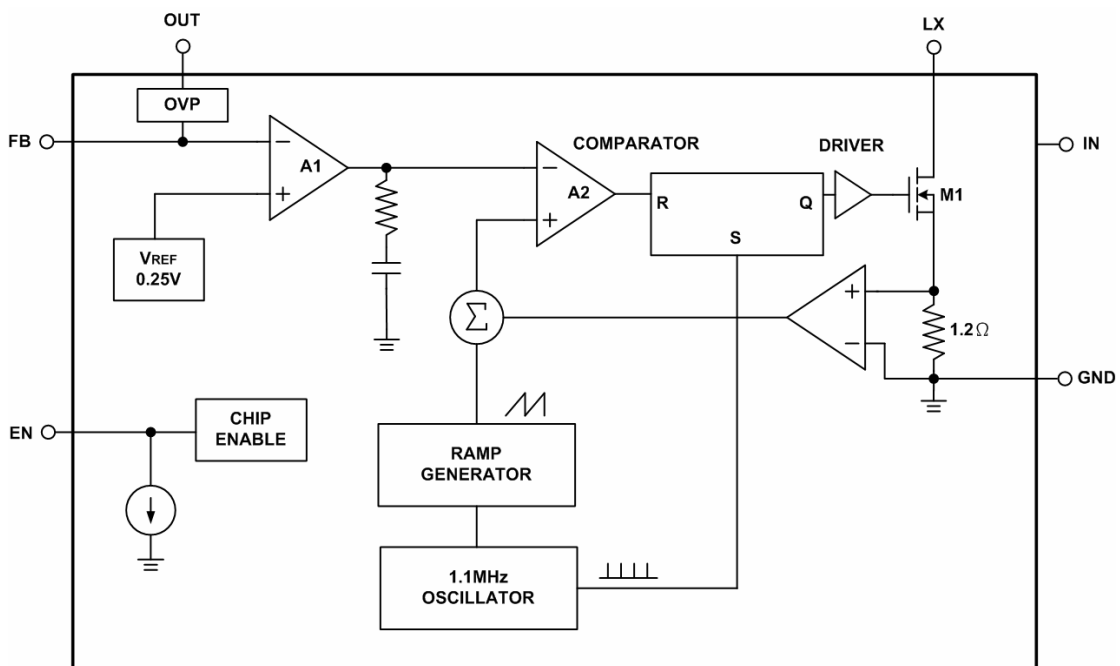 OUT
LX
OVP
FB
IN
−
A1
+
COMPARATOR
DRIVER
−
A2
+
R
Q
S
M1
VREF
0.25V
Σ
+
−
1.2Ω
GND
EN
CHIP
ENABLE
RAMP
GENERATOR
1.1MHz
OSCILLATOR